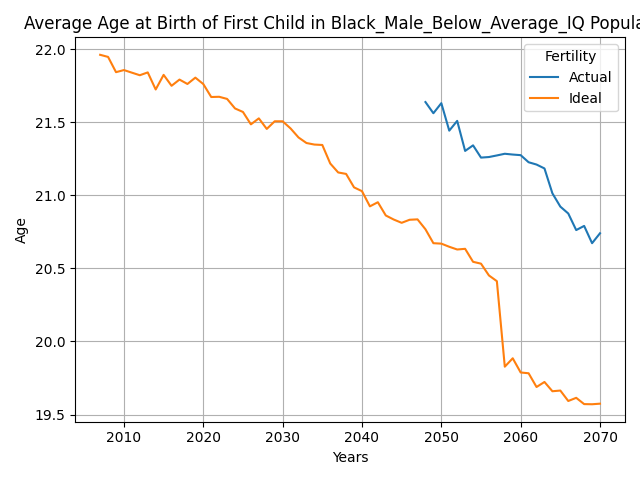 Average Age at Birth of First Child in Black_Male_Below_Average_IQ Popula
22.0
21.5
21.0
20.5
20.0
19.5
Age
Fertility
Actual
Ideal
2010 2020 2030 2040 2050 2060 2070
Years